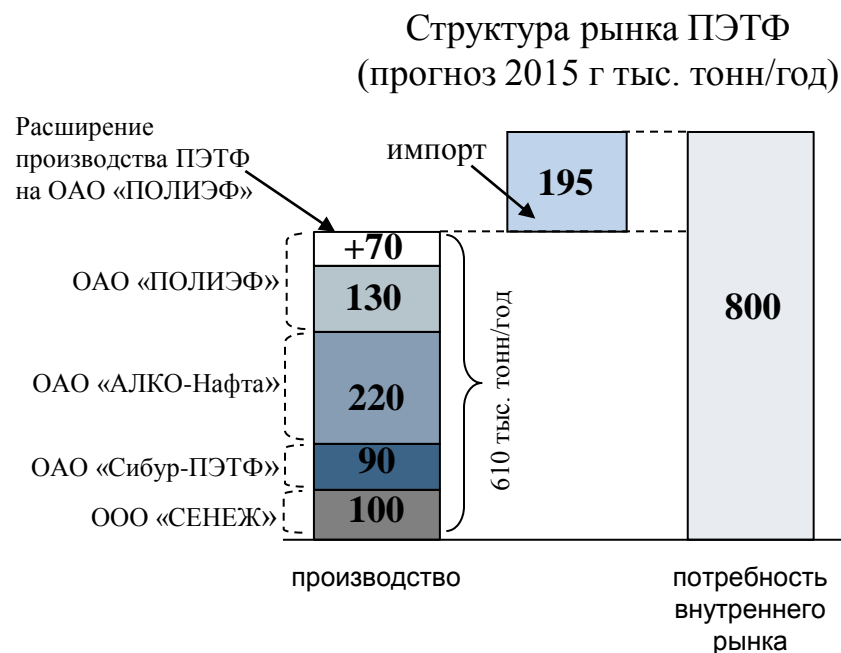 Структура рынка ПЭТФ
(прогноз 2015 г тыс. тонн/год)
Расширение
производства ПЭТФ
на ОАО «ПОЛИЭФ»
импорт
195
+70
ОАО «ПОЛИЭФ»
130
800
610 тыс. тонн/год
ОАО «АЛКО-Нафта»
220
ОАО «Сибур-ПЭТФ»
90
ООО «СЕНЕЖ»
100
производство
потребность
внутреннего
рынка